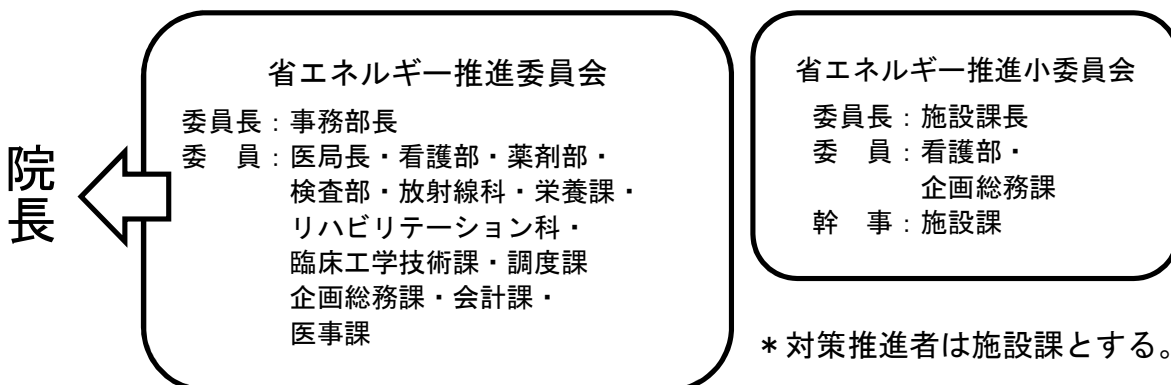 院長
省エネルギー推進委員会
委員長：事務部長
委　員：医局長・看護部・薬剤部・
検査部・放射線科・栄養課・
リハビリテーション科・
臨床工学技術課・調度課
企画総務課・会計課・
医事課
省エネルギー推進小委員会
委員長：施設課長
委　員：看護部・
企画総務課
幹　事：施設課
＊対策推進者は施設課とする。